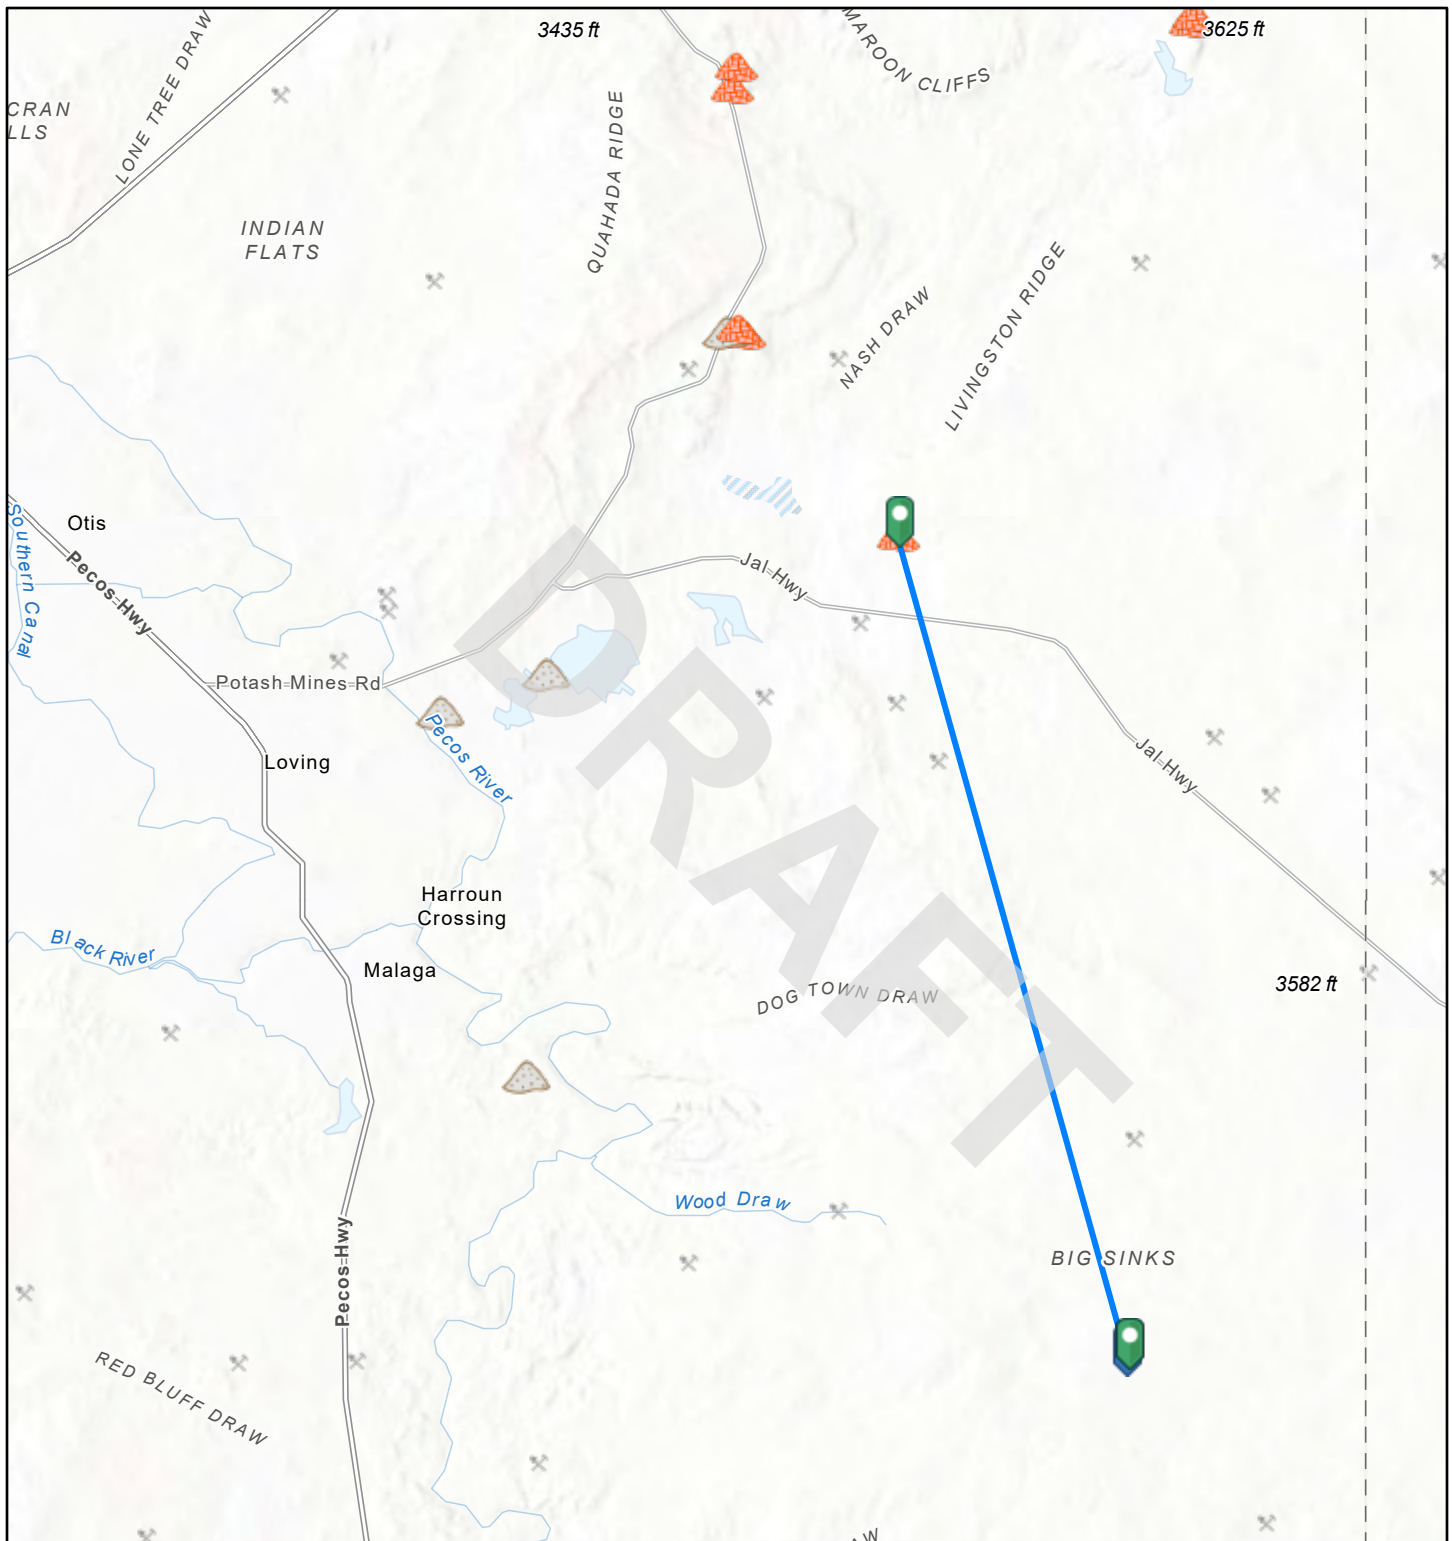 3435 ft
MAROON CLIFFS
3625 ft
LONE TREE DRAW
CRAN
LLS
QUAHADA RIDGE
INDIAN
FLATS
NASH DRAW
LIVINGSTON RIDGE
Otis
Southern Canal
Pecos Hwy
Jal Hwy
Potash Mines Rd
Pecos River
Loving
Jal Hwy
DRAFT
Harroun
Crossing
Black River
Malaga
3582 ft
DOG TOWN DRAW
Wood Draw
Pecos Hwy
BIG SINKS
RED BLUFF DRAW
AW